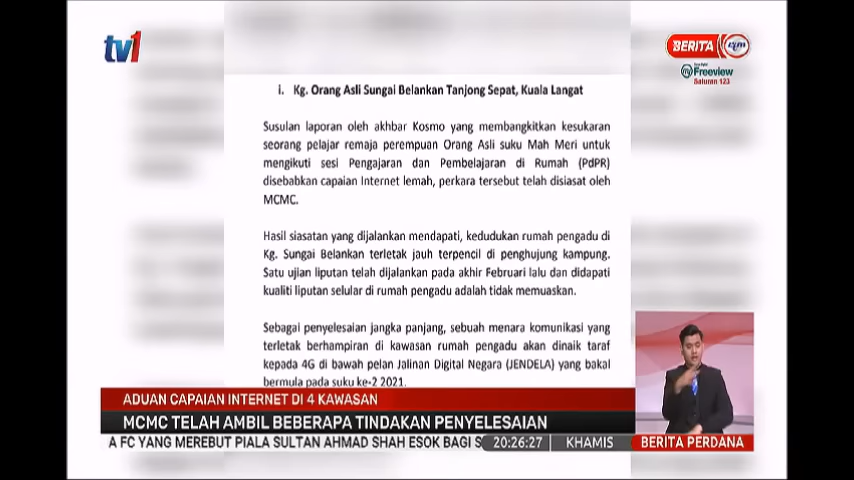 tv1
BERITA rtm
myFreeview
Saluran 123
i. Kg. Orang Asli Sungai Belankan Tanjong Sepat, Kuala Langat
Susulan laporan oleh akhbar Kosmo yang membangkitkan kesukaran
seorang pelajar remaja perempuan Orang Asli suku Mah Meri untuk
mengikuti sesi Pengajaran dan Pembelajaran di Rumah (PdPR)
disebabkan capaian Internet lemah, perkara tersebut telah disiasat oleh
MCMC.
Hasil siasatan yang dijalankan mendapati, kedudukan rumah pengadu di
Kg. Sungai Belankan terletak jauh terpencil di penghujung kampung.
Satu ujian liputan telah dijalankan pada akhir Februari lalu dan didapati
kualiti liputan selular di rumah pengadu adalah tidak memuaskan.
Sebagai penyelesaian jangka panjang, sebuah menara komunikasi yang
terletak berhampiran di kawasan rumah pengadu akan dinaik taraf
kepada 4G di bawah pelan Jalinan Digital Negara (JENDELA) yang bakal
bermula pada suku ke-2 2021.
ADUAN CAPAIAN INTERNET DI 4 KAWASAN
MCMC TELAH AMBIL BEBERAPA TINDAKAN PENYELESAIAN
A FC YANG MEREBUT PIALA SULTAN AHMAD SHAH ESOK BAGI S 20:26:27 KHAMIS BERITA PERDANA